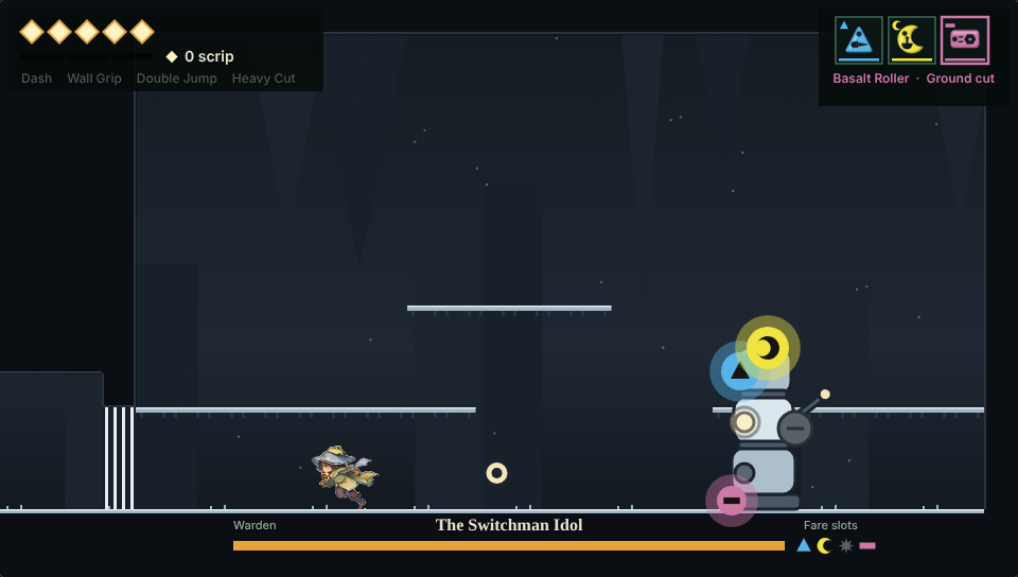 0 scrip
Dash Wall Grip Double Jump Heavy Cut
Basalt Roller · Ground cut
Warden The Switchman Idol Fare slots